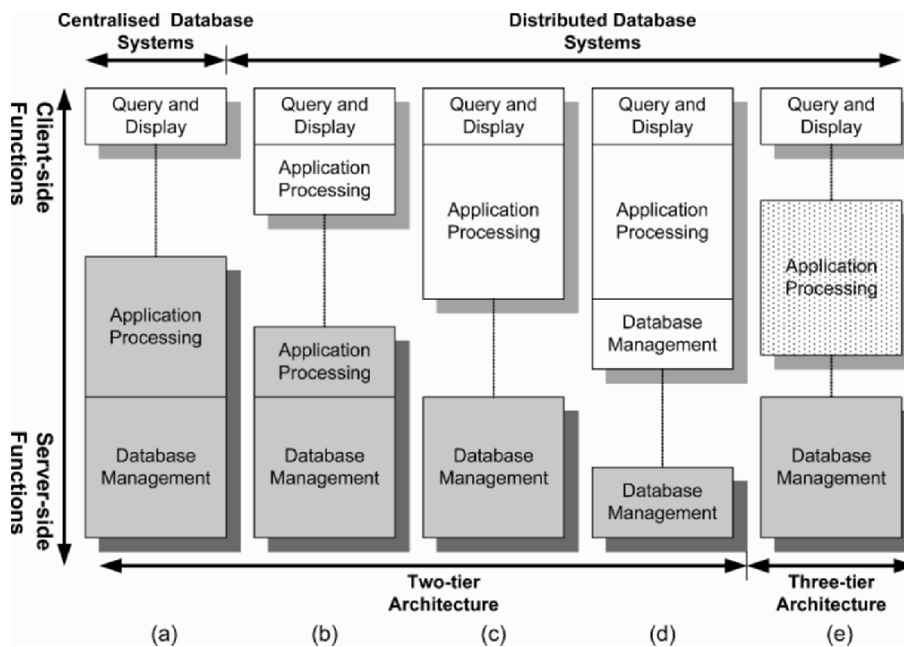 Centralised Database
Systems
Distributed Database
Systems
Client-side
Functions
Server-side
Functions
Query and
Display
Application
Processing
Database
Management
Query and
Display
Application
Processing
Application
Processing
Database
Management
Query and
Display
Application
Processing
Database
Management
Query and
Display
Application
Processing
Database
Management
Database
Management
Query and
Display
Application
Processing
Database
Management
Two-tier
Architecture
Three-tier
Architecture
(a)
(b)
(c)
(d)
(e)